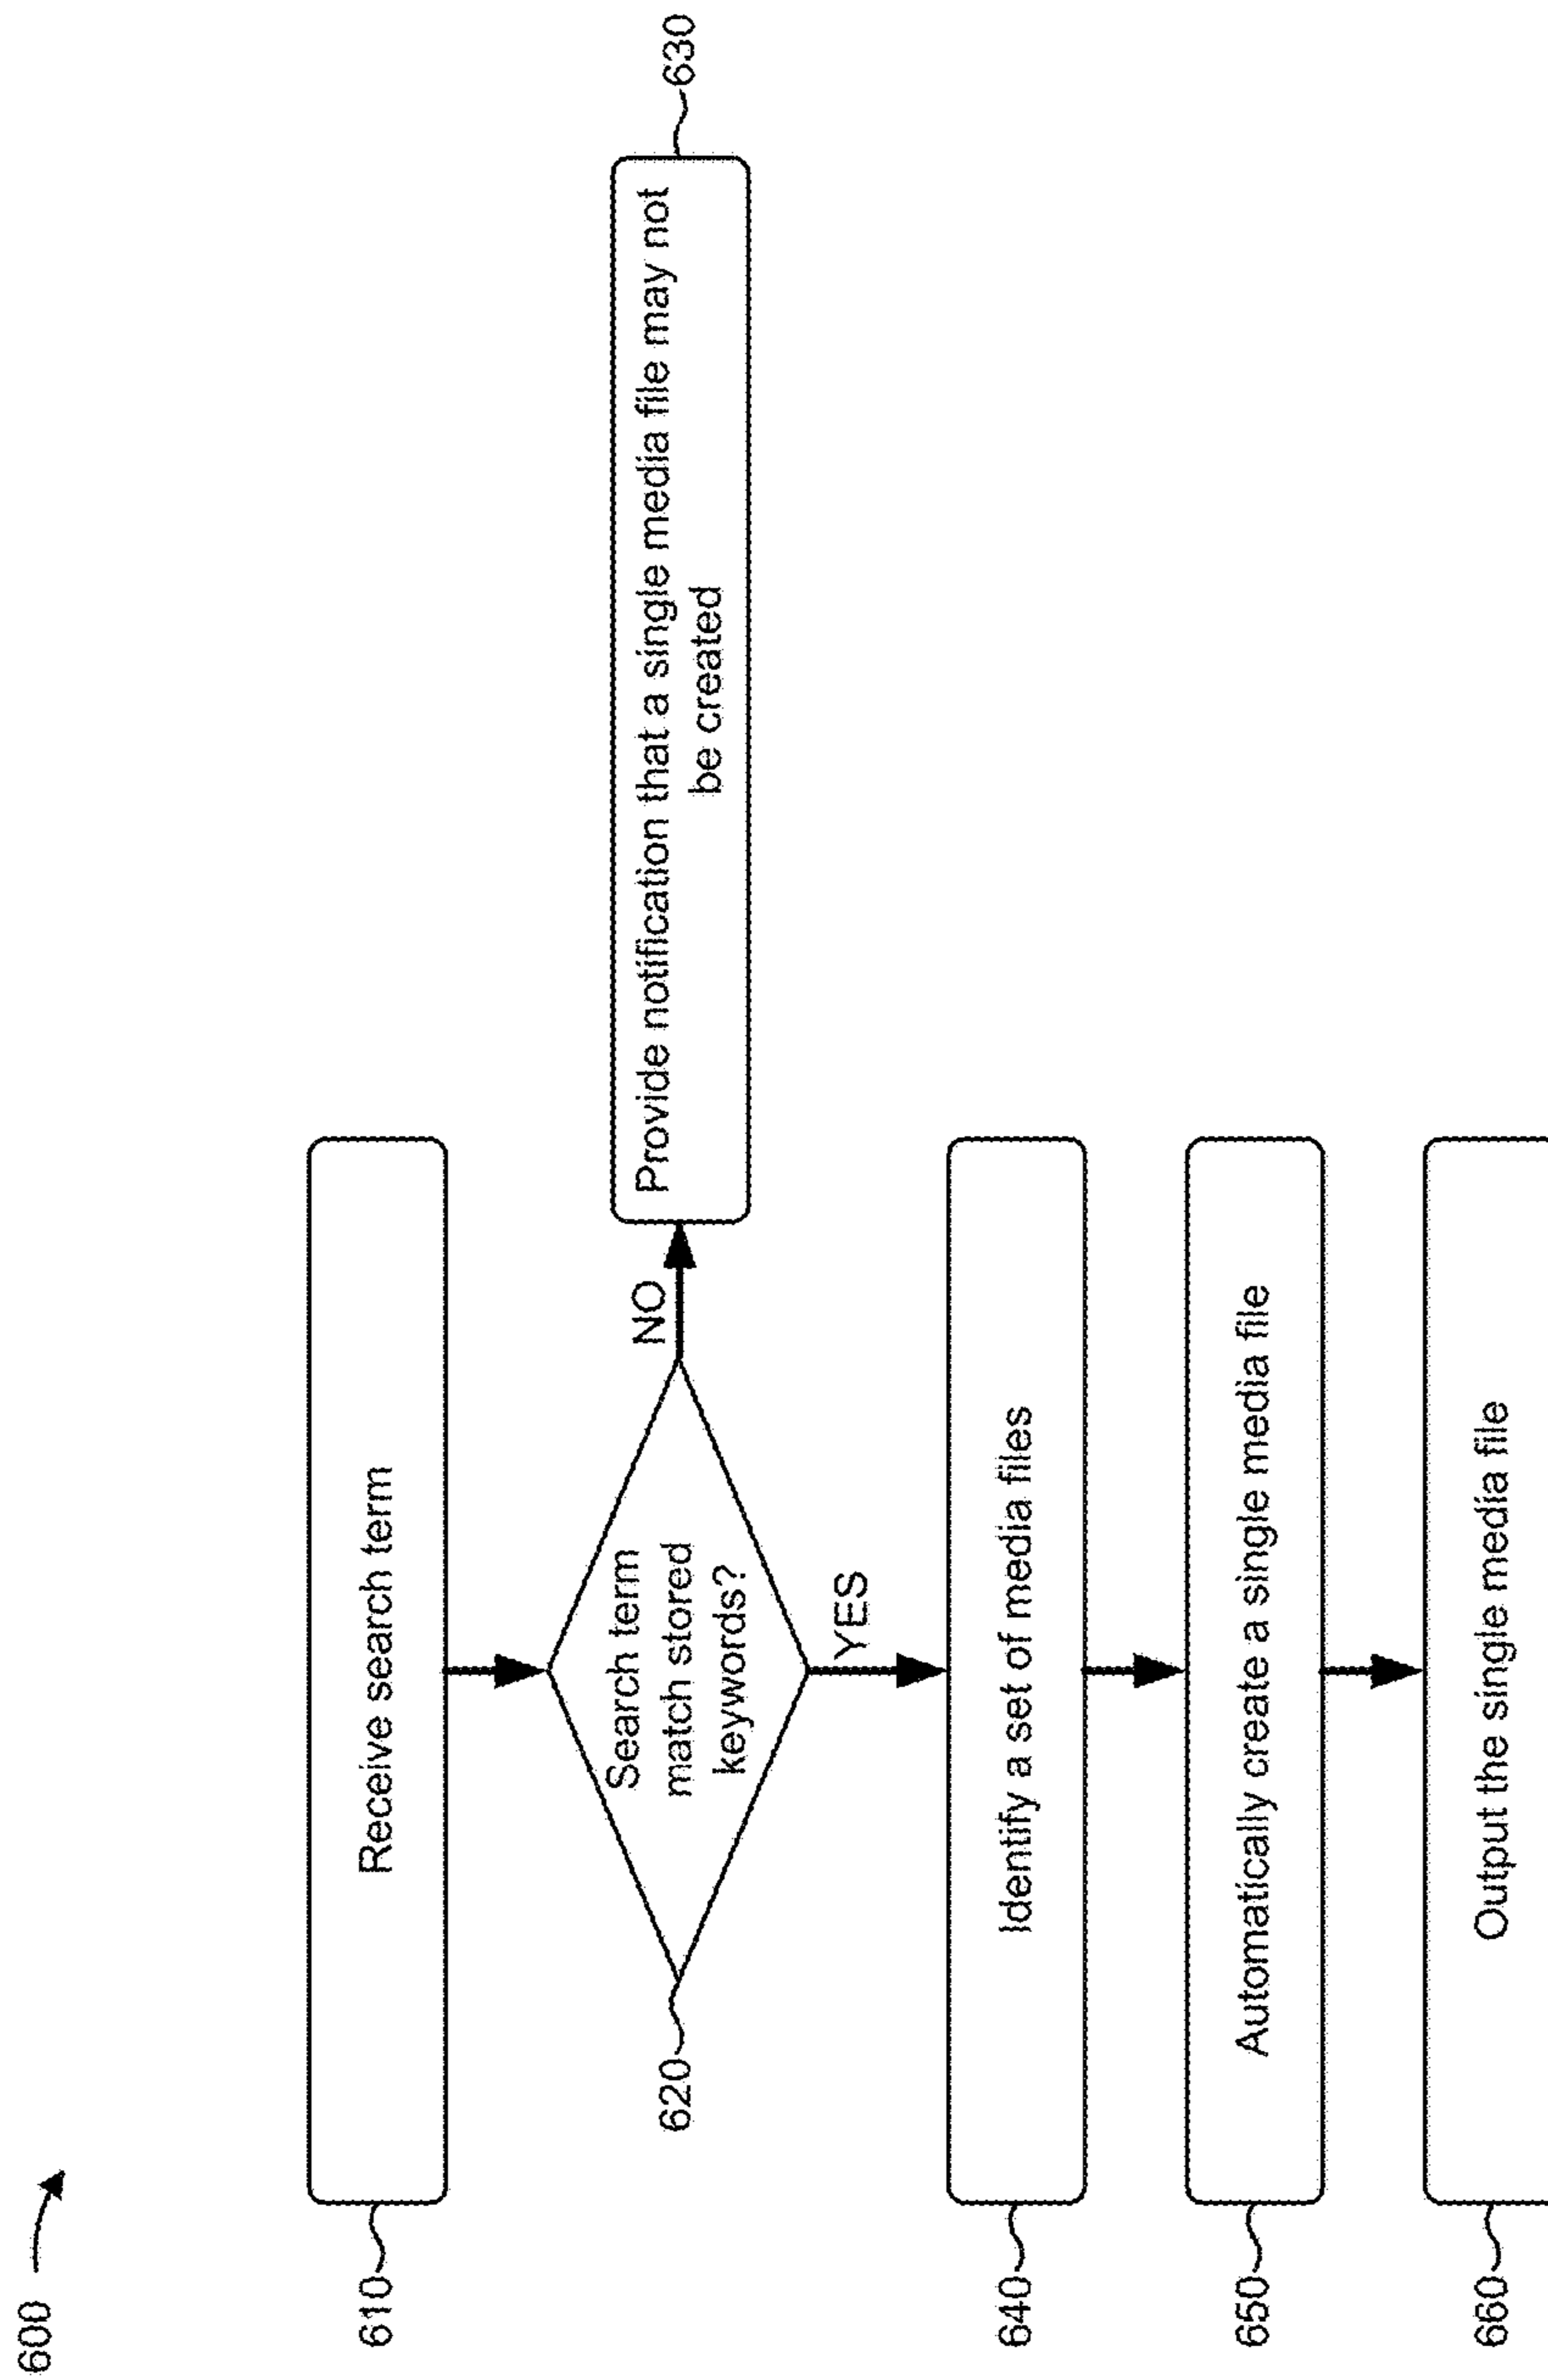 600
610
Receive search term
620
Search term
match stored
keywords?
NO
Provide notification that a single media file may not
be created
630
YES
640
Identify a set of media files
650
Automatically create a single media file
660
Output the single media file